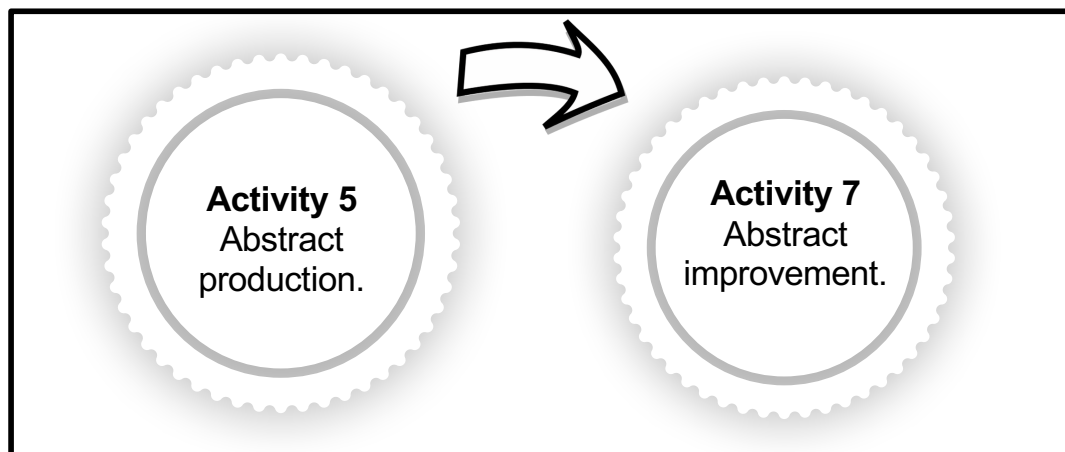 Activity 5
Abstract
production.
Activity 7
Abstract
improvement.